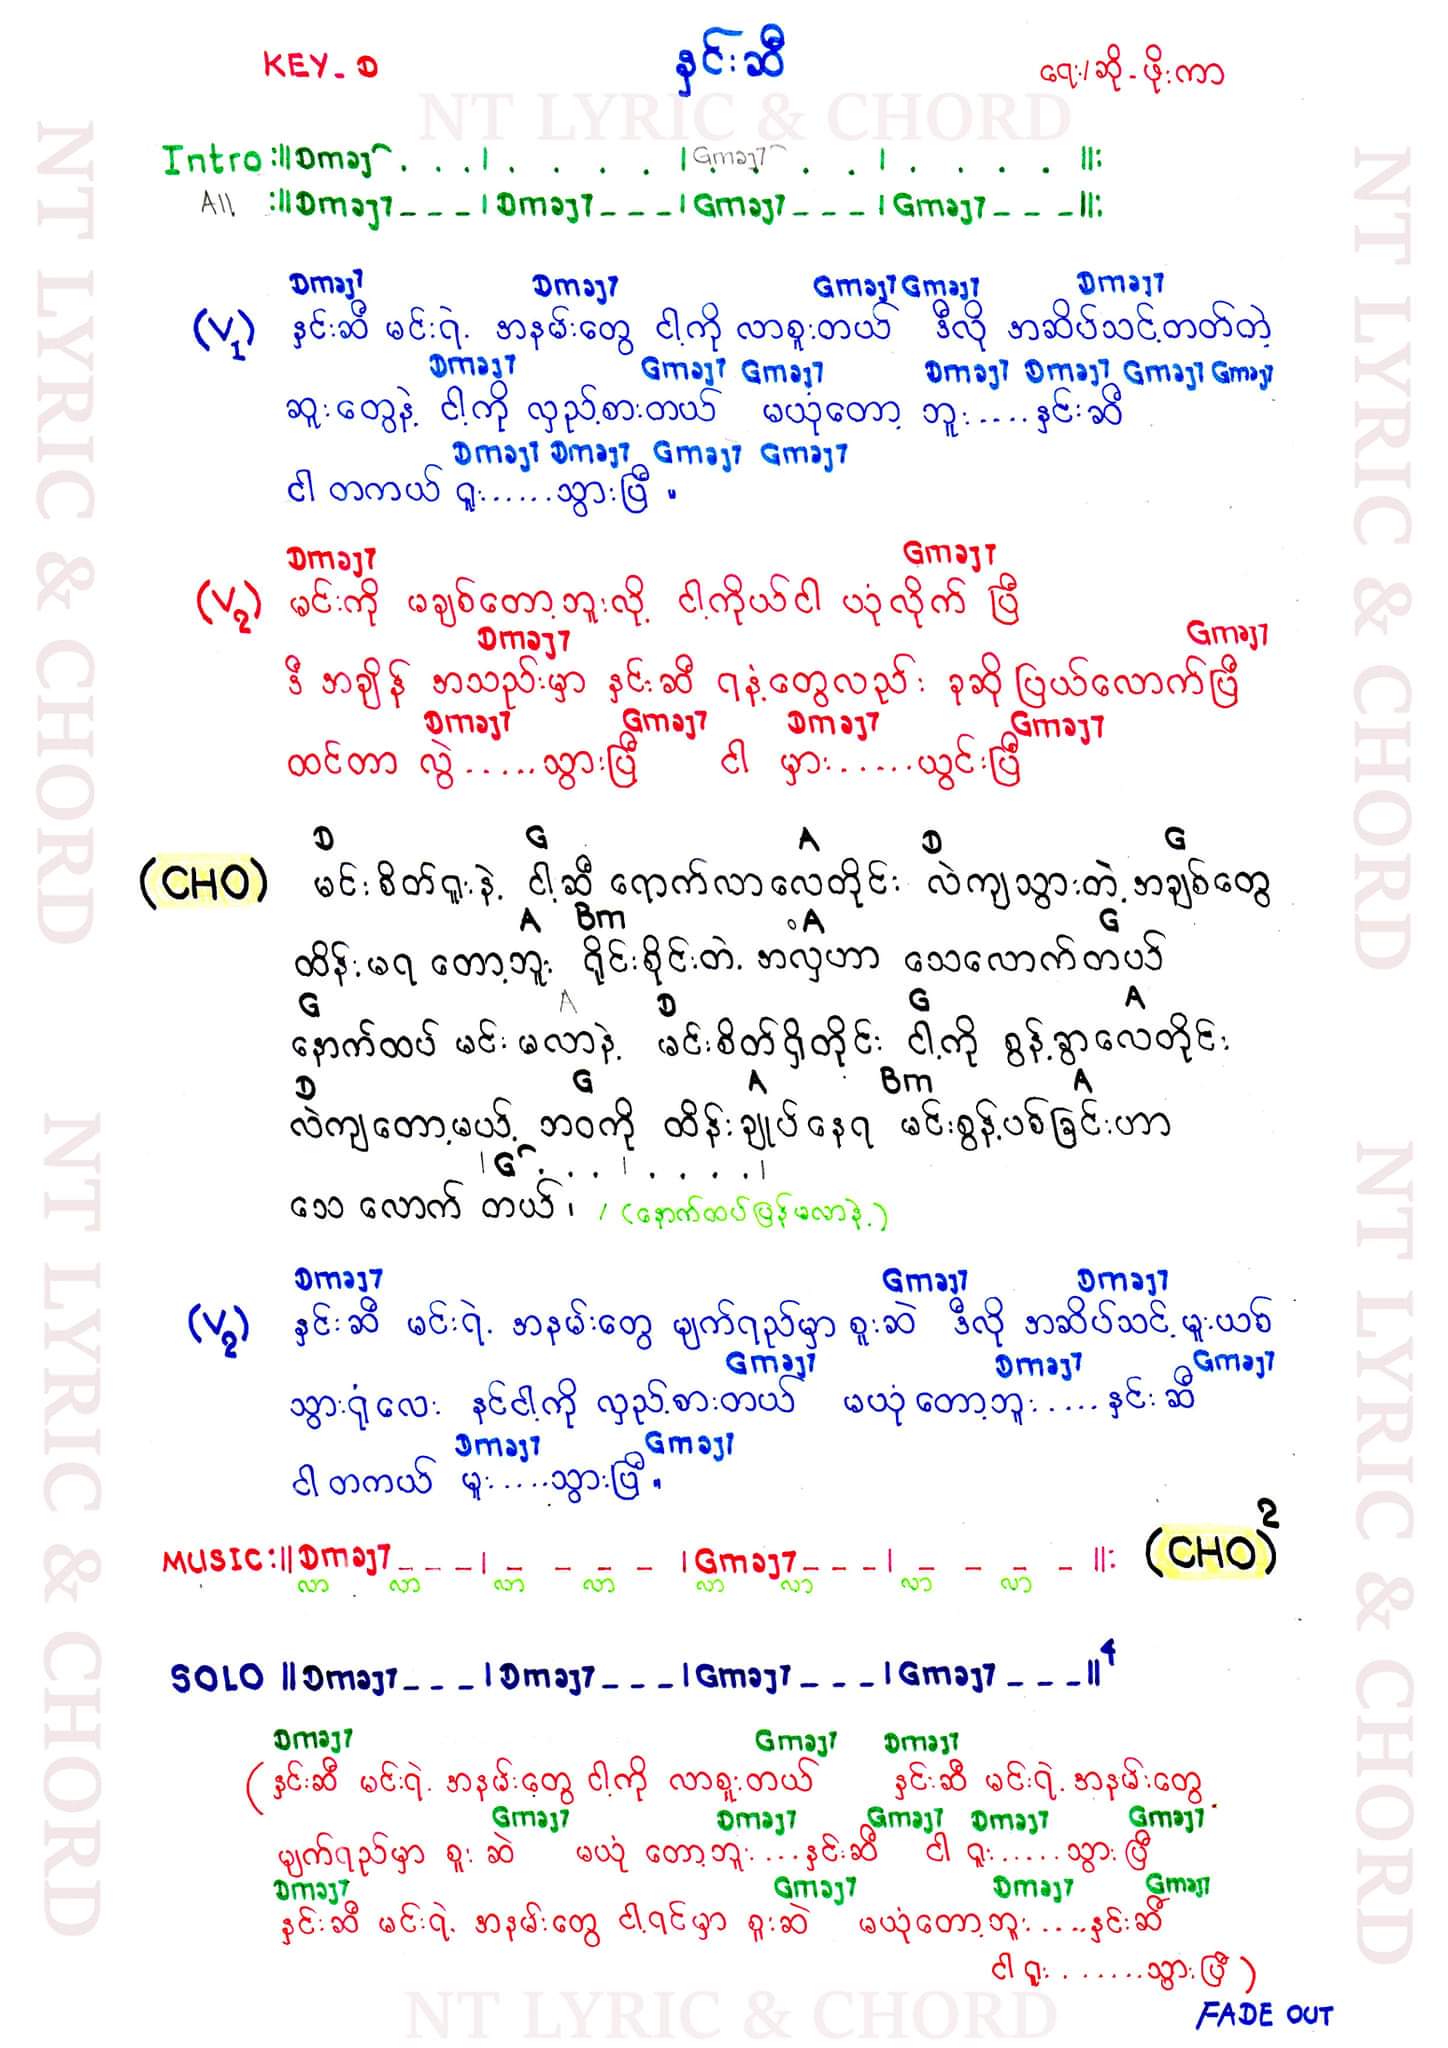 KEY - D
နှင်းဆီ
ရေး/ဆို - ဖိုးကာ
NT LYRIC & CHORD
Intro :|| Dmaj7 . . . | . . . . | Gmaj7 . . . | . . . . ||:
All :|| Dmaj7 - - - | Dmaj7 - - - | Gmaj7 - - - | Gmaj7 - - - ||:
Dmaj7 Dmaj7 Gmaj7 Gmaj7 Dmaj7
(V1) နှင်းဆီ မင်းရဲ့ အနမ်းတွေ ငါ့ကို လာစူးတယ် ဒီလို အဆိပ်သင့်တတ်တဲ့
Dmaj7 Gmaj7 Gmaj7 Dmaj7 Dmaj7 Gmaj7 Gmaj7
ဆူးတွေနဲ့ ငါ့ကို လှည့်စားတယ် မယုံတော့ ဘူး.... နှင်းဆီ
Dmaj7 Dmaj7 Gmaj7 Gmaj7
ငါ တကယ် ရူး......သွားပြီ ။
Dmaj7 Gmaj7
(V2) မင်းကို မချစ်တော့ဘူးလို့ ငါ့ကိုယ်ငါ ယုံလိုက် ပြီ
Dmaj7 Gmaj7
ဒီ အချိန် အသည်းမှာ နှင်းဆီ ရနံ့တွေလည်း ခုဆို ပြယ်လောက်ပြီ
Dmaj7 Gmaj7 Dmaj7 Gmaj7
ထင်တာ လွဲ .....သွားပြီ ငါ မှား......ယွင်းပြီ
D G A D G
(CHO) မင်းစိတ်ရူးနဲ့ ငါ့ဆီ ရောက်လာလေတိုင်း လဲကျသွားတဲ့ အချစ်တွေ
A Bm A G
ထိန်းမရ တော့ဘူး ရိုင်းစိုင်းတဲ့ အလှဟာ သေလောက်တယ်
G A D G A
နောက်ထပ် မင်းမလာနဲ့ မင်းစိတ်ရှိတိုင်း ငါ့ကို စွန့်ခွာလေတိုင်း
D G A Bm A
လဲကျတော့မယ့် ဘဝကို ထိန်းချုပ်နေရ မင်းစွန့်ပစ်ခြင်းဟာ
| G . . . | . . . . |
သေ လောက် တယ်၊ / (နောက်ထပ်ပြန်မလာနဲ့)
Dmaj7 Gmaj7 Dmaj7
(V2) နှင်းဆီ မင်းရဲ့ အနမ်းတွေ မျက်ရည်မှာ စူးဆဲ ဒီလို အဆိပ်သင့် မူးယစ်
Gmaj7 Dmaj7 Gmaj7
သွားရုံလေး နင်ငါ့ကို လှည့်စားတယ် မယုံတော့ဘူး..... နှင်းဆီ
Dmaj7 Gmaj7
ငါ တကယ် မူး.....သွားပြီ ။
MUSIC :|| Dmaj7 - - - | - - - - | Gmaj7 - - - | - - - - ||: (CHO)2
လာ လာ လာ လာ လာ လာ လာ လာ
SOLO || Dmaj7 - - - | Dmaj7 - - - | Gmaj7 - - - | Gmaj7 - - - ||4
Dmaj7 Gmaj7 Dmaj7
( နှင်းဆီ မင်းရဲ့ အနမ်းတွေ ငါ့ကို လာစူးတယ် နှင်းဆီ မင်းရဲ့ အနမ်းတွေ
Gmaj7 Dmaj7 Gmaj7 Dmaj7 Gmaj7
မျက်ရည်မှာ စူး ဆဲ မယုံ တော့ဘူး....နှင်းဆီ ငါ ရူး......သွားပြီ
Dmaj7 Gmaj7 Dmaj7 Gmaj7
နှင်းဆီ မင်းရဲ့ အနမ်းတွေ ငါ့ရင်မှာ စူးဆဲ မယုံတော့ဘူး.....နှင်းဆီ
ငါ ရူး.......သွားပြီ )
FADE OUT
NT LYRIC & CHORD
NT LYRIC & CHORD
NT LYRIC & CHORD
NT LYRIC & CHORD
NT LYRIC & CHORD